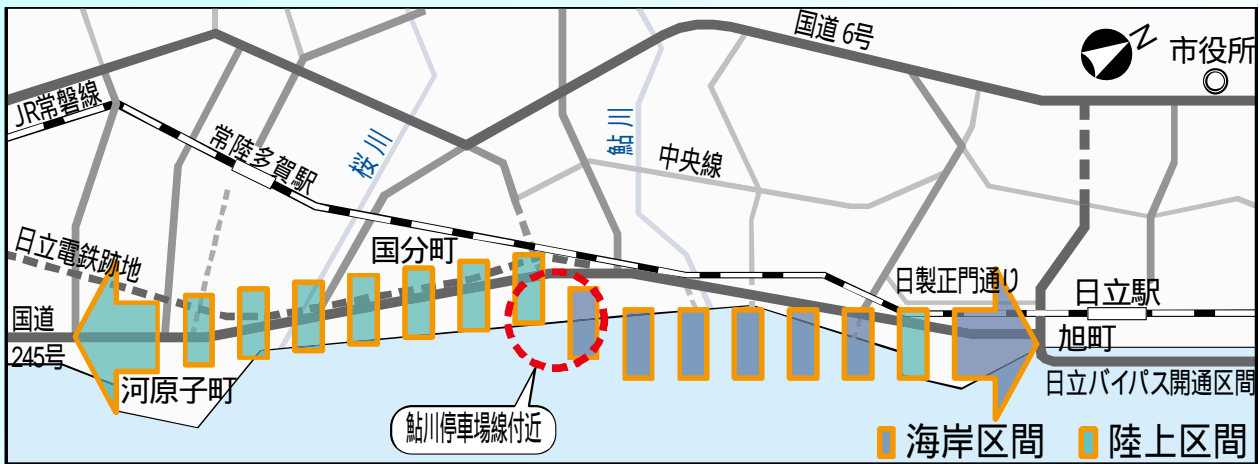 国道 6号
N
市役所
JR常磐線
常陸多賀駅
桜川
鮎川
中央線
日立電鉄跡地
国分町
日製正門通り
日立駅
国道
245号
旭町
河原子町
日立バイパス開通区間
鮎川停車場線付近
海岸区間
陸上区間